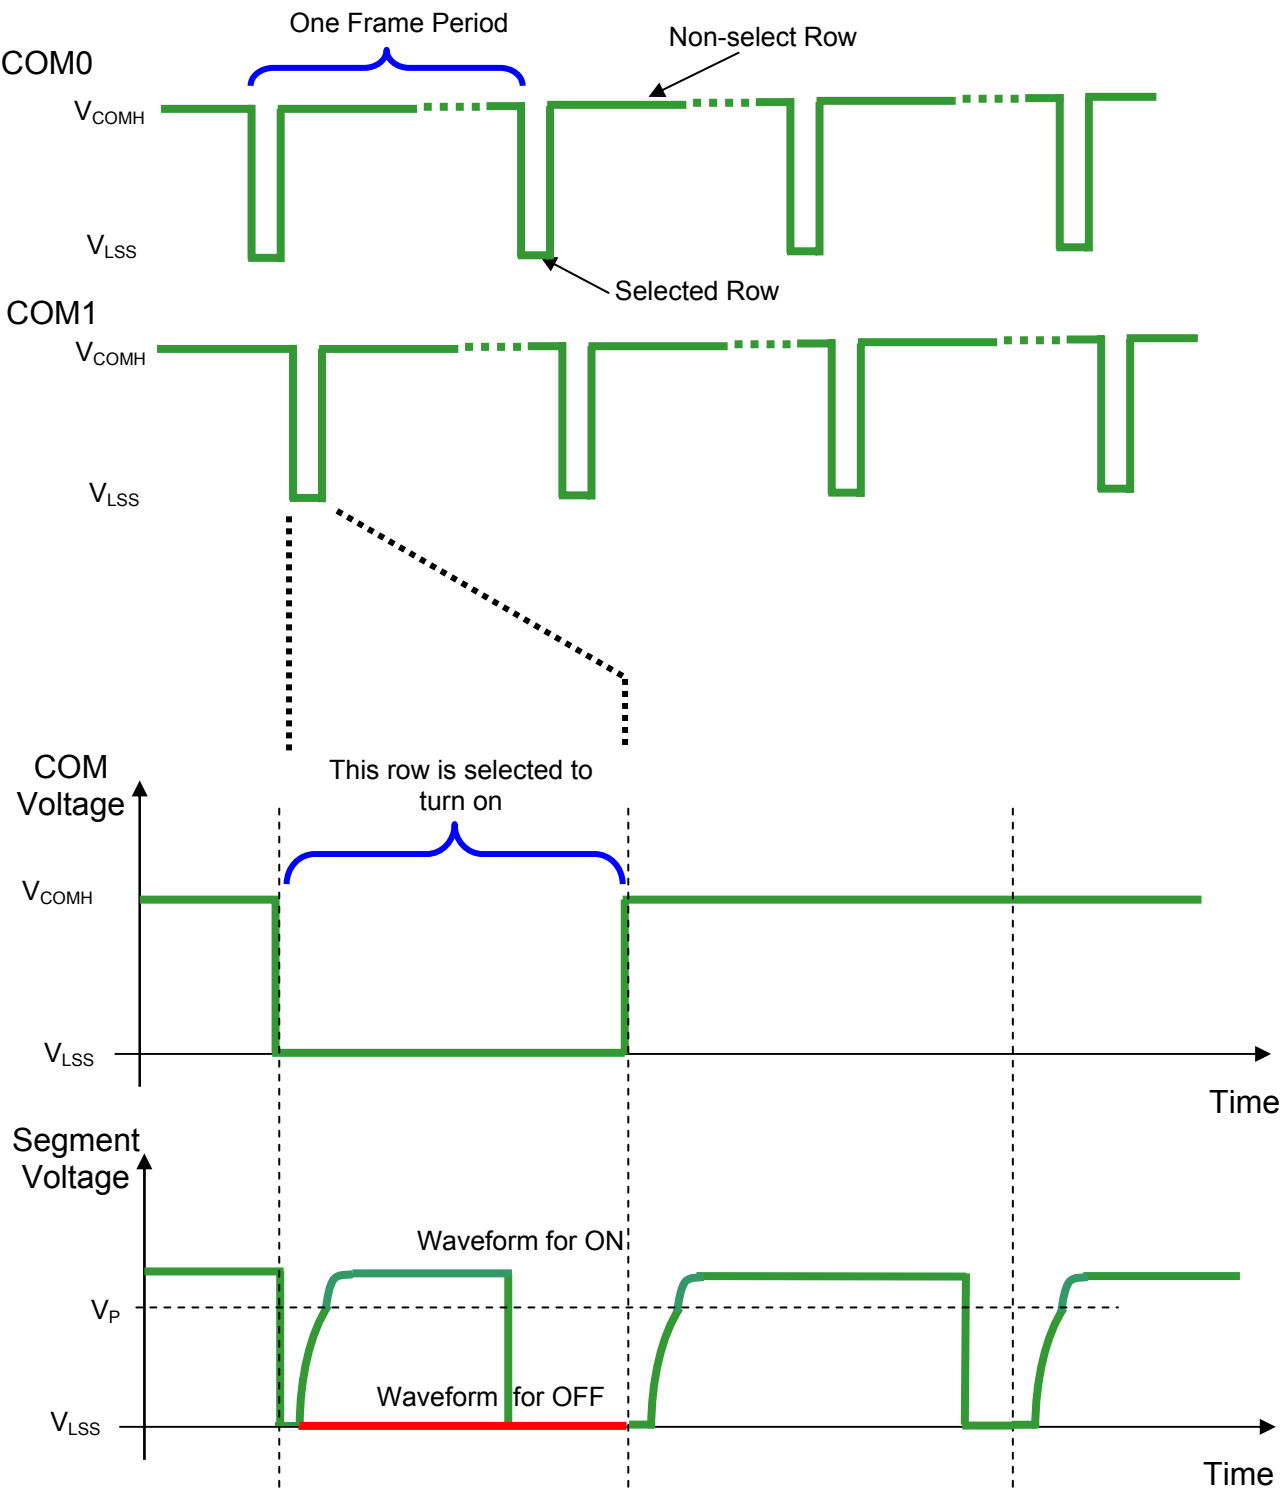 One Frame Period
Non-select Row
COM0
VCOMH
VLSS
Selected Row
COM1
VCOMH
VLSS
COM
Voltage
This row is selected to
turn on
VCOMH
VLSS
Time
Segment
Voltage
Waveform for ON
VP
Waveform for OFF
VLSS
Time